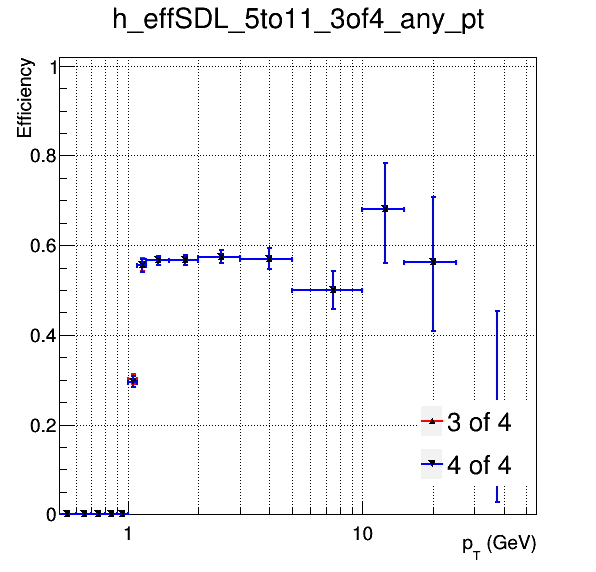 h_effSDL_5to11_3of4_any_pt
Efficiency
1
0.8
0.6
0.4
0.2
0
3 of 4
4 of 4
1
10
p_T (GeV)